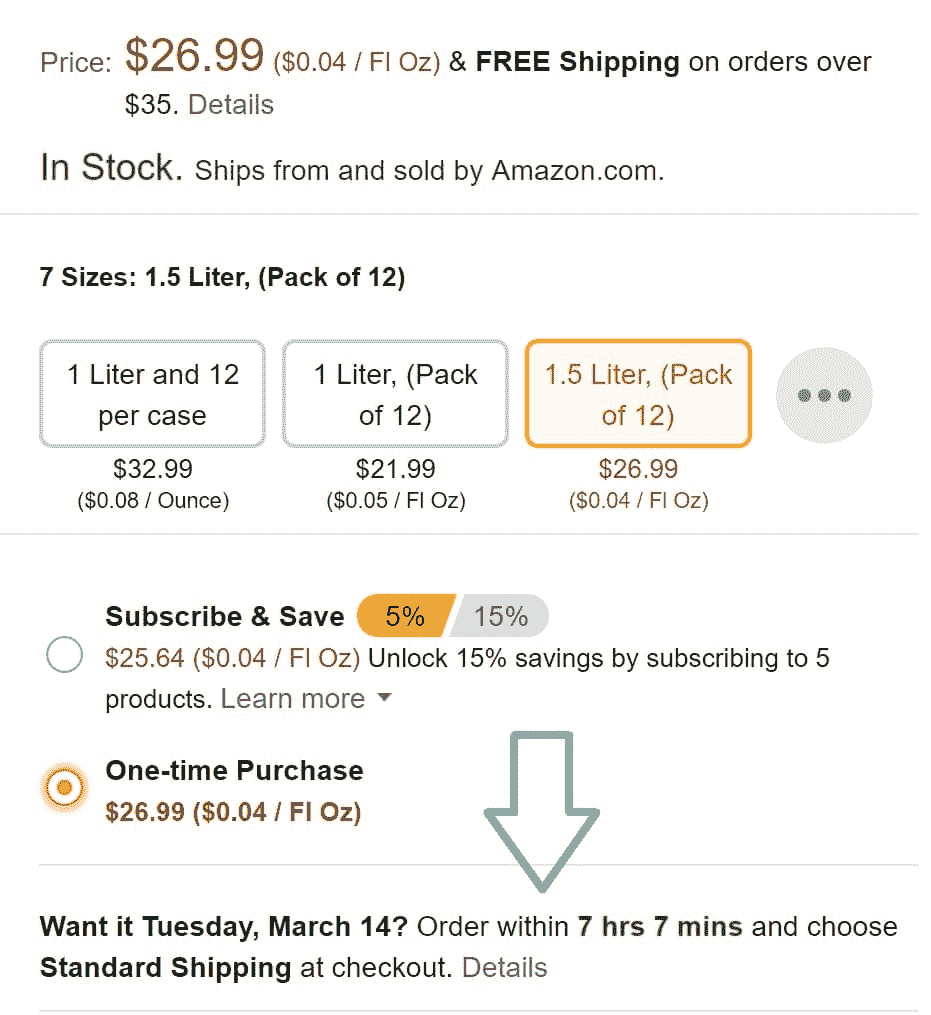 Price: $26.99 ($0.04 / Fl Oz) & FREE Shipping on orders over
$35. Details
In Stock. Ships from and sold by Amazon.com.
7 Sizes: 1.5 Liter, (Pack of 12)
1 Liter and 12
per case
$32.99
($0.08 / Ounce)
1 Liter, (Pack
of 12)
$21.99
($0.05 / Fl Oz)
1.5 Liter, (Pack
of 12)
$26.99
($0.04 / Fl Oz)
Subscribe & Save 5% 15%
$25.64 ($0.04 / Fl Oz) Unlock 15% savings by subscribing to 5
products. Learn more
One-time Purchase
$26.99 ($0.04 / Fl Oz)
Want it Tuesday, March 14? Order within 7 hrs 7 mins and choose
Standard Shipping at checkout. Details